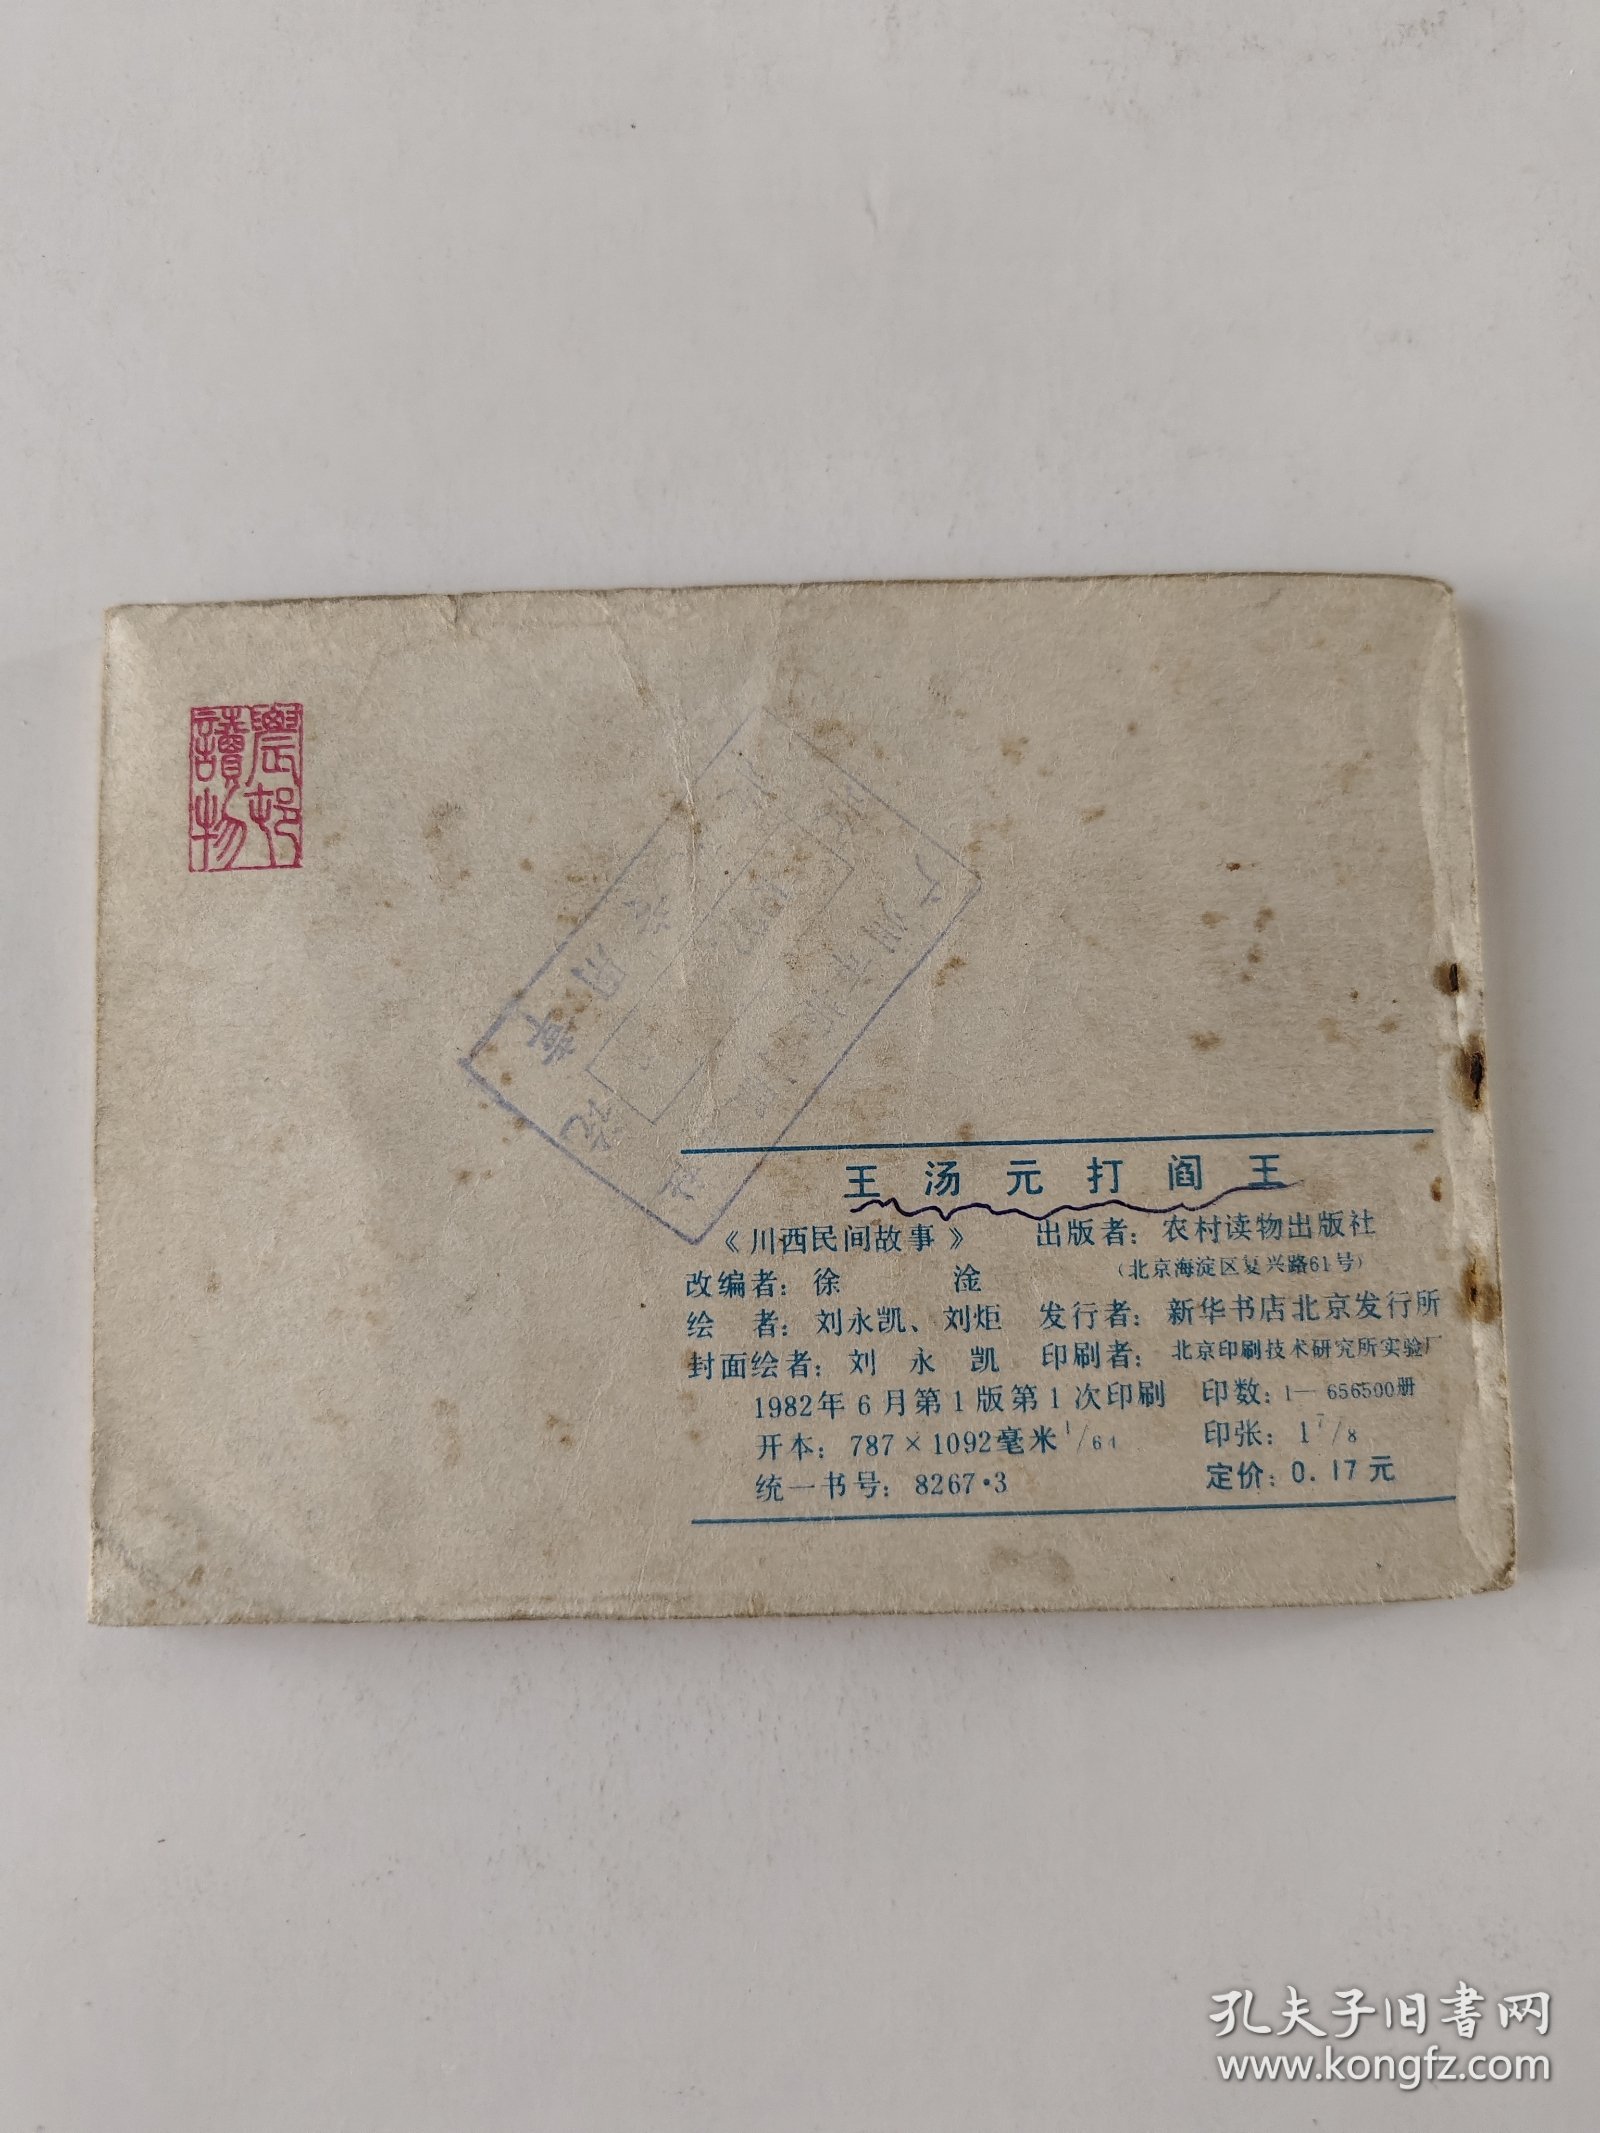 農邨
讀物
王汤元打阎王
《川西民间故事》 出版者：农村读物出版社
改编者：徐 淦 （北京海淀区复兴路61号）
绘 者：刘永凯、刘炬 发行者：新华书店北京发行所
封面绘者：刘永凯 印刷者：北京印刷技术研究所实验厂
1982年6月第1版第1次印刷 印数：1—656500册
开本：787×1092毫米1/64 印张：1 7/8
统一书号：8267·3 定价：0.17元
孔夫子旧书网
www.kongfz.com